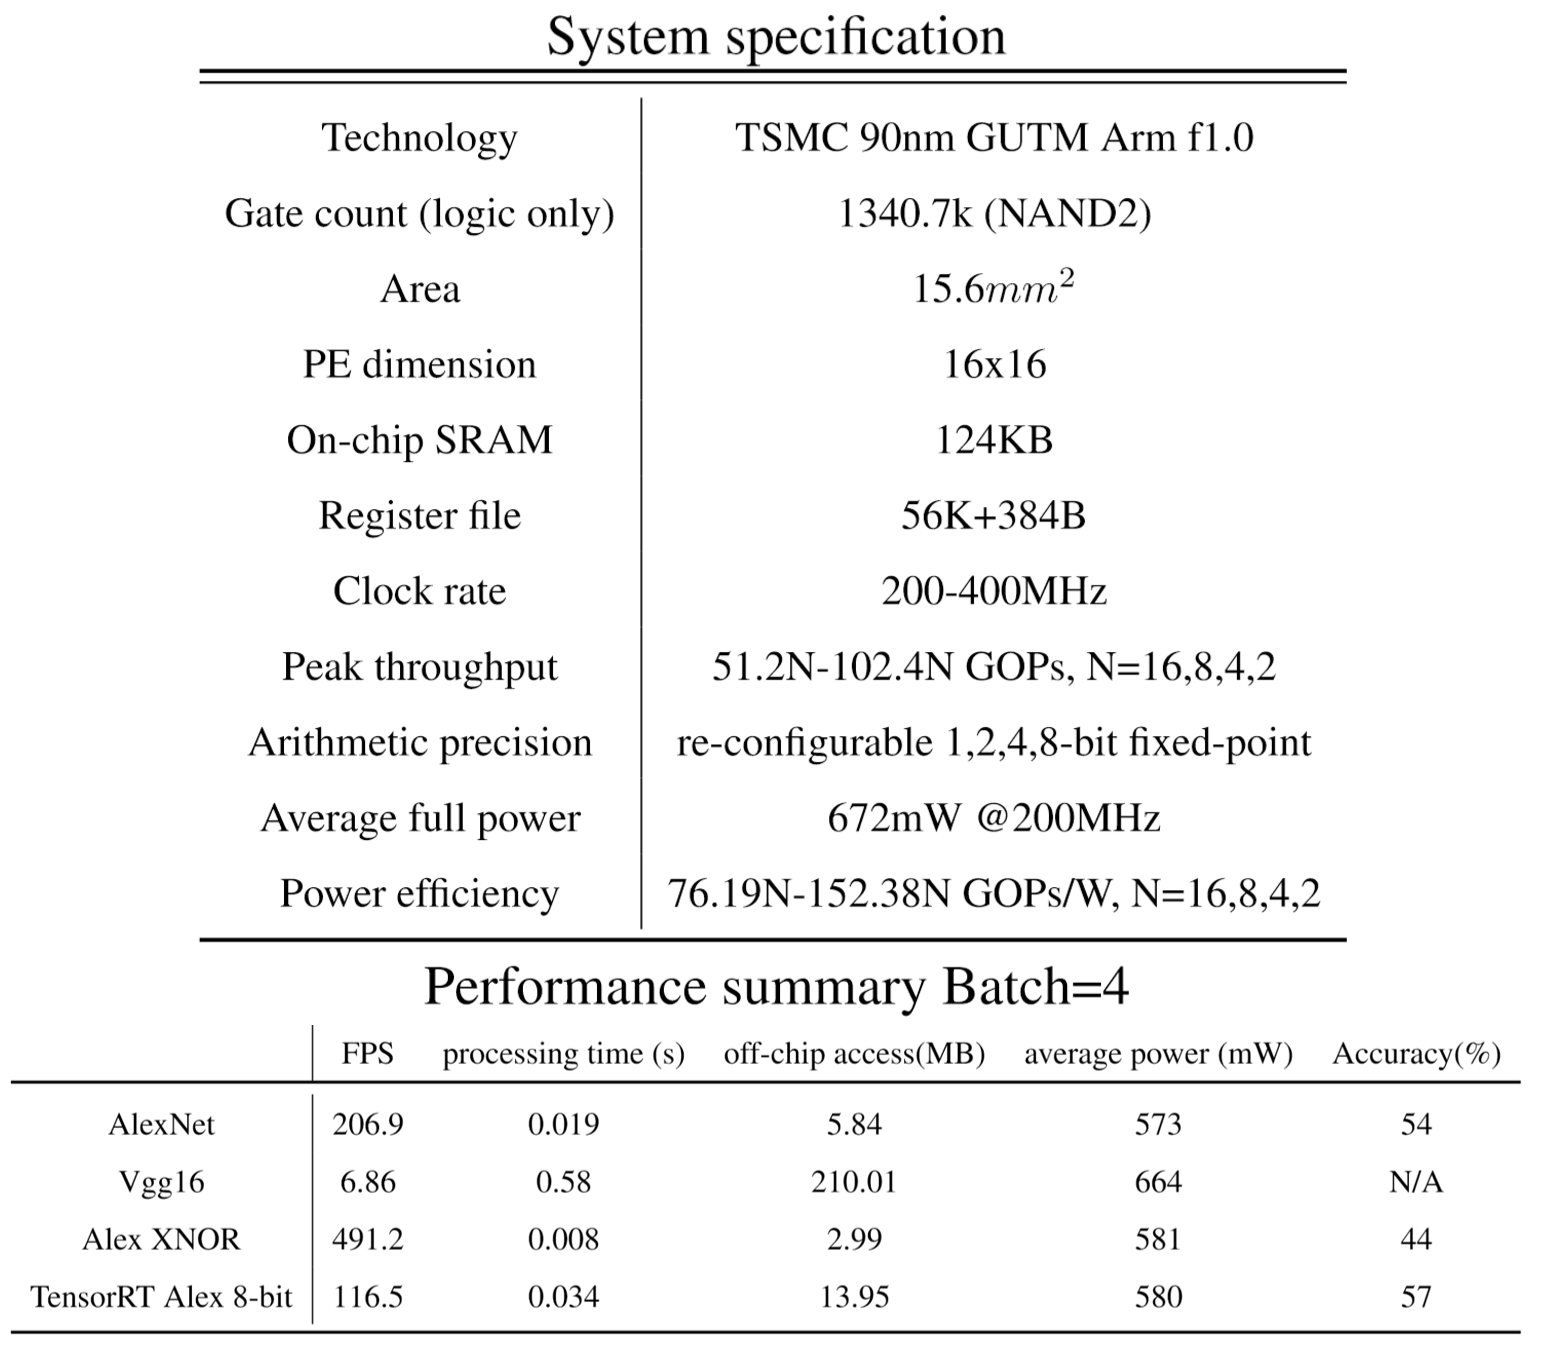 System specification
Technology TSMC 90nm GUTM Arm f1.0
Gate count (logic only) 1340.7k (NAND2)
Area 15.6mm²
PE dimension 16x16
On-chip SRAM 124KB
Register file 56K+384B
Clock rate 200-400MHz
Peak throughput 51.2N-102.4N GOPs, N=16,8,4,2
Arithmetic precision re-configurable 1,2,4,8-bit fixed-point
Average full power 672mW @200MHz
Power efficiency 76.19N-152.38N GOPs/W, N=16,8,4,2
Performance summary Batch=4
FPS processing time (s) off-chip access(MB) average power (mW) Accuracy(%)
AlexNet 206.9 0.019 5.84 573 54
Vgg16 6.86 0.58 210.01 664 N/A
Alex XNOR 491.2 0.008 2.99 581 44
TensorRT Alex 8-bit 116.5 0.034 13.95 580 57